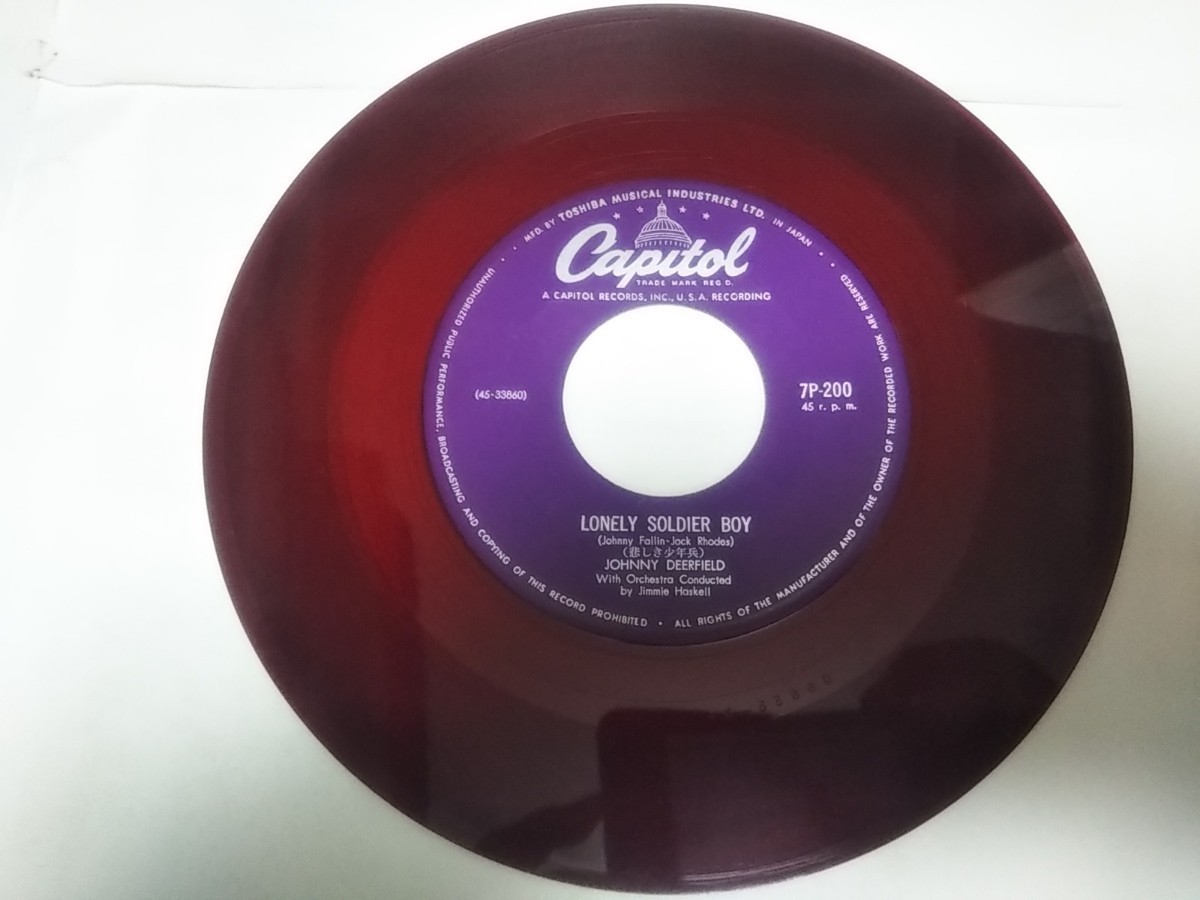 MFD. BY TOSHIBA MUSICAL INDUSTRIES LTD. IN JAPAN
Capitol
TRADE MARK REG'D.
A CAPITOL RECORDS, INC., U.S.A. RECORDING
(45-33860)
7P-200
45 r. p. m.
LONELY SOLDIER BOY
(Johnny Fallin-Jack Rhodes)
(悲しき少年兵)
JOHNNY DEERFIELD
With Orchestra Conducted
by Jimmie Haskell
UNAUTHORIZED PUBLIC PERFORMANCE, BROADCASTING AND COPYING OF THIS RECORD PROHIBITED • ALL RIGHTS OF THE MANUFACTURER AND OF THE OWNER OF THE RECORDED WORK ARE RESERVED